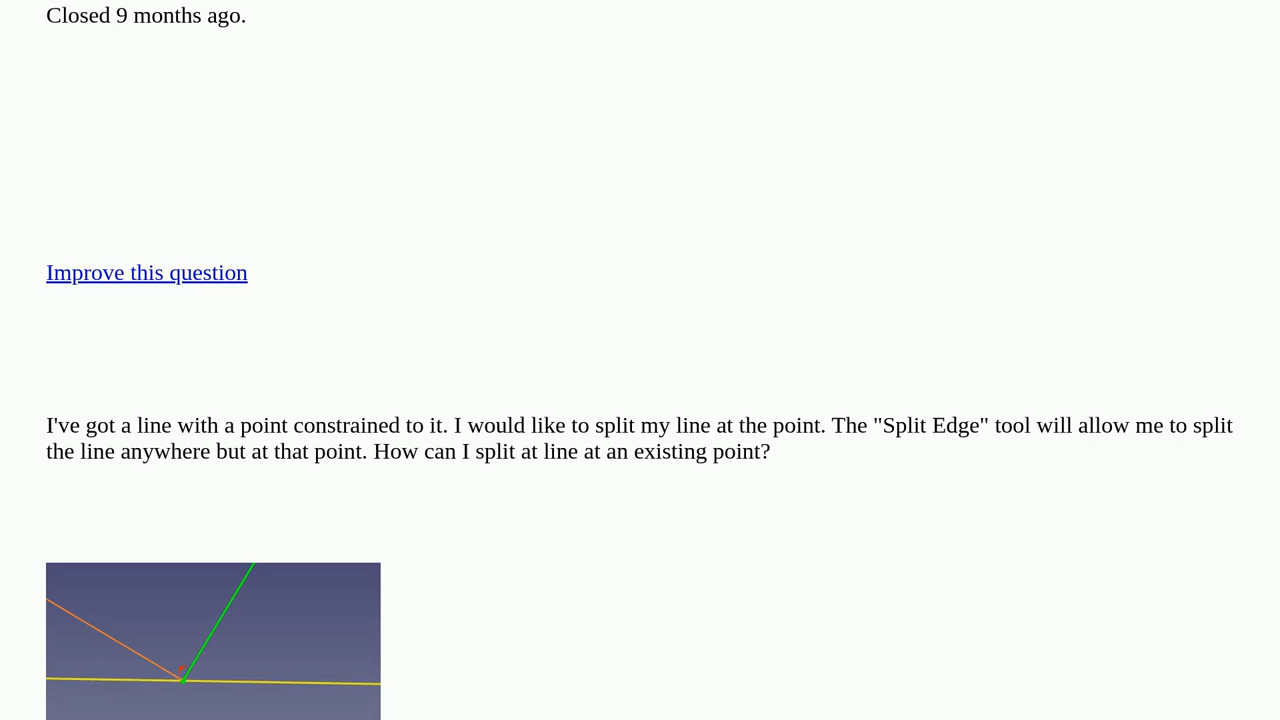 Closed 9 months ago.
Improve this question
I've got a line with a point constrained to it. I would like to split my line at the point. The "Split Edge" tool will allow me to split
the line anywhere but at that point. How can I split at line at an existing point?